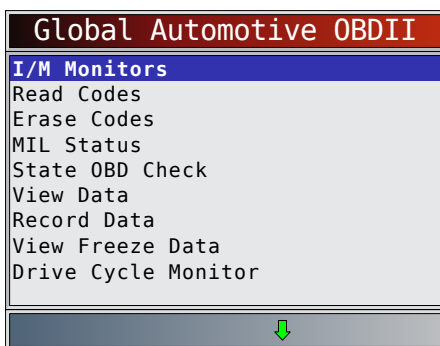 Global Automotive OBDII
I/M Monitors
Read Codes
Erase Codes
MIL Status
State OBD Check
View Data
Record Data
View Freeze Data
Drive Cycle Monitor